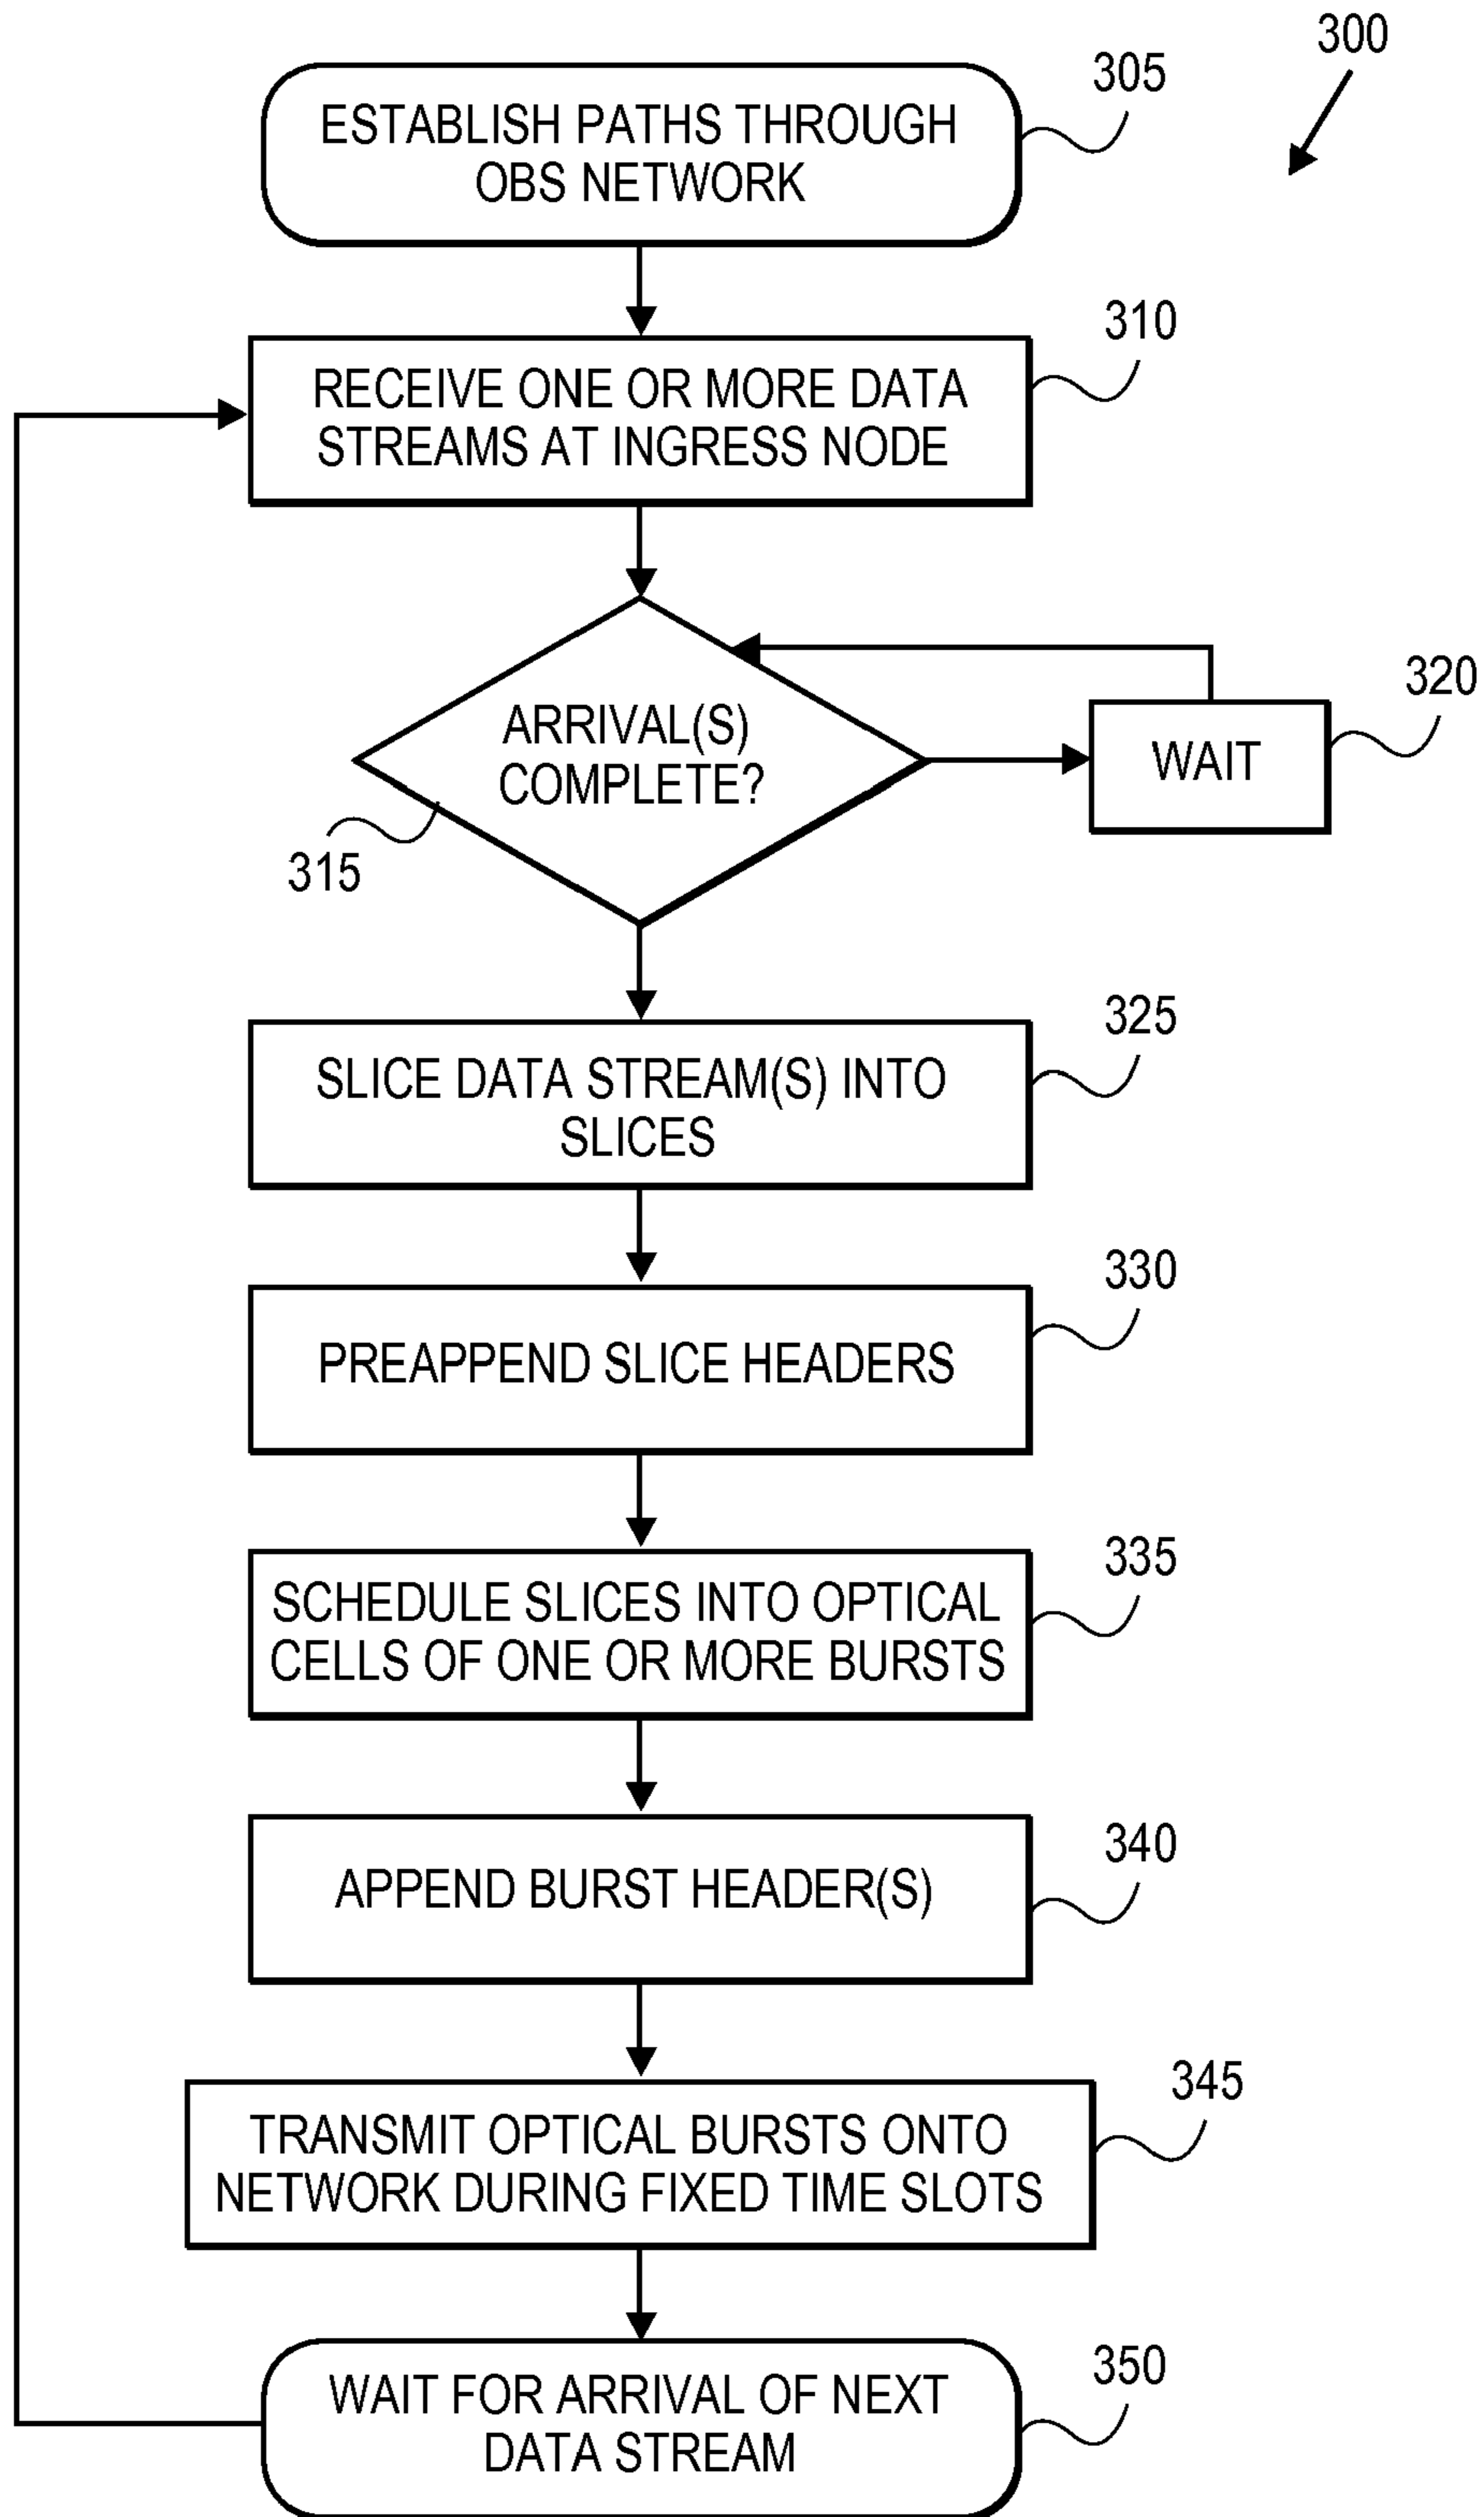 300
305
ESTABLISH PATHS THROUGH
OBS NETWORK
310
RECEIVE ONE OR MORE DATA
STREAMS AT INGRESS NODE
ARRIVAL(S)
COMPLETE?
320
WAIT
315
325
SLICE DATA STREAM(S) INTO
SLICES
330
PREAPPEND SLICE HEADERS
335
SCHEDULE SLICES INTO OPTICAL
CELLS OF ONE OR MORE BURSTS
340
APPEND BURST HEADER(S)
345
TRANSMIT OPTICAL BURSTS ONTO
NETWORK DURING FIXED TIME SLOTS
350
WAIT FOR ARRIVAL OF NEXT
DATA STREAM